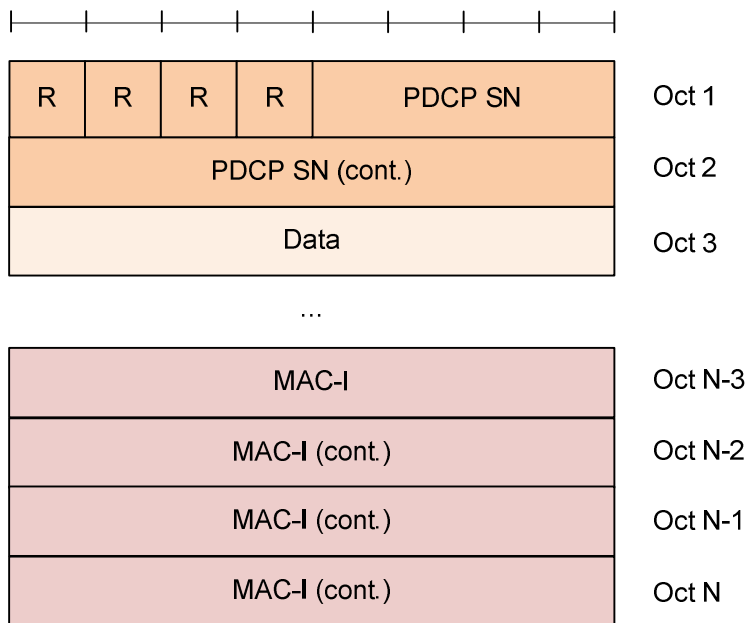 R R R R PDCP SN Oct 1
PDCP SN (cont.) Oct 2
Data Oct 3
...
MAC-I Oct N-3
MAC-I (cont.) Oct N-2
MAC-I (cont.) Oct N-1
MAC-I (cont.) Oct N